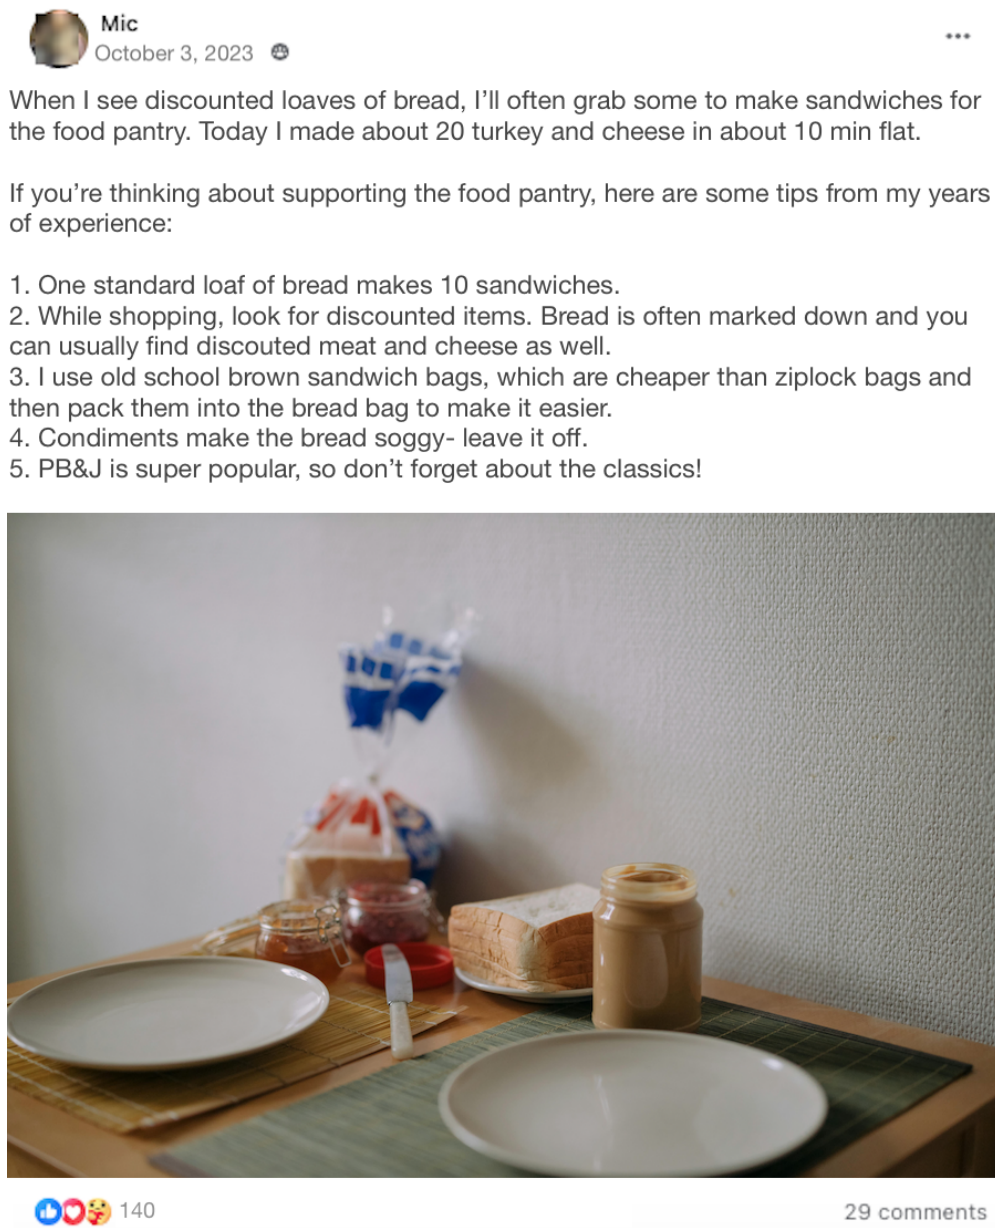 Mic
October 3, 2023
When I see discounted loaves of bread, I’ll often grab some to make sandwiches for
the food pantry. Today I made about 20 turkey and cheese in about 10 min flat.
If you’re thinking about supporting the food pantry, here are some tips from my years
of experience:
1. One standard loaf of bread makes 10 sandwiches.
2. While shopping, look for discounted items. Bread is often marked down and you
can usually find discouted meat and cheese as well.
3. I use old school brown sandwich bags, which are cheaper than ziplock bags and
then pack them into the bread bag to make it easier.
4. Condiments make the bread soggy- leave it off.
5. PB&J is super popular, so don’t forget about the classics!
140
29 comments